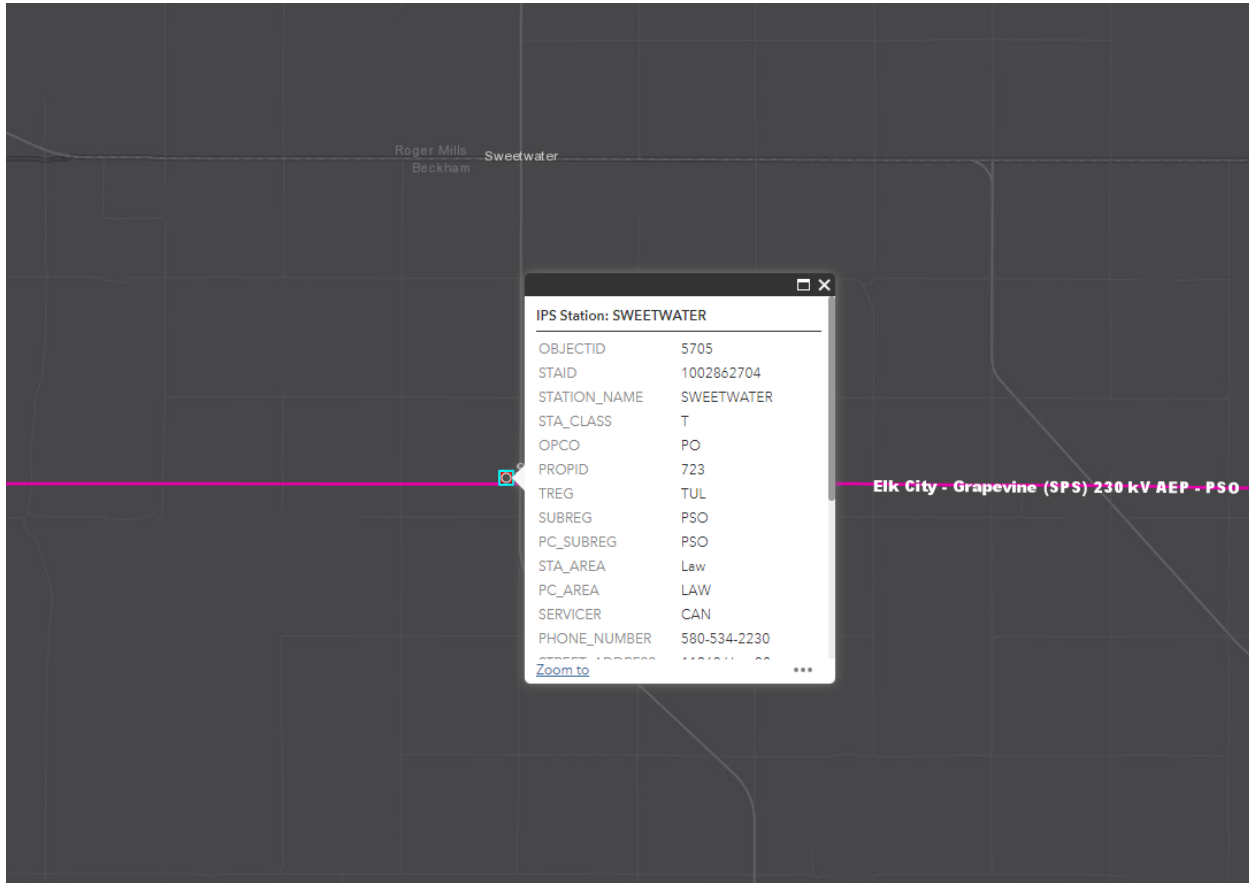 Roger Mills
Beckham
Sweetwater
IPS Station: SWEETWATER
OBJECTID 5705
STAID 1002862704
STATION_NAME SWEETWATER
STA_CLASS T
OPCO PO
PROPID 723
TREG TUL
SUBREG PSO
PC_SUBREG PSO
STA_AREA Law
PC_AREA LAW
SERVICER CAN
PHONE_NUMBER 580-534-2230
STREET_ADDRESS
Zoom to
Elk City - Grapevine (SPS) 230 kV AEP - PSO